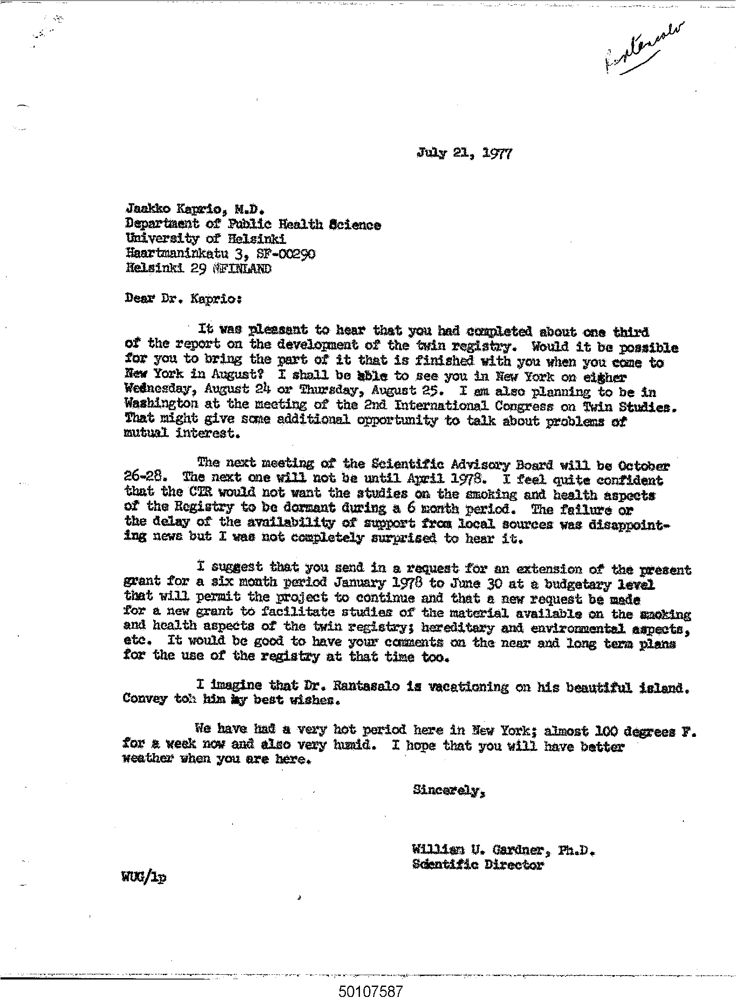 Rantasalo
July 21, 1977
Jaakko Kaprio, M.D.
Department of Public Health Science
University of Helsinki
Haartmaninkatu 3, SF-00290
Helsinki 29 FINLAND
Dear Dr. Kaprio:
It was pleasant to hear that you had completed about one third
of the report on the development of the twin registry. Would it be possible
for you to bring the part of it that is finished with you when you come to
New York in August? I shall be able to see you in New York on eigher
Wednesday, August 24 or Thursday, August 25. I am also planning to be in
Washington at the meeting of the 2nd International Congress on Twin Studies.
That might give some additional opportunity to talk about problems of
mutual interest.
The next meeting of the Scientific Advisory Board will be October
26-28. The next one will not be until April 1978. I feel quite confident
that the CTR would not want the studies on the smoking and health aspects
of the Registry to be dormant during a 6 month period. The failure or
the delay of the availability of support from local sources was disappoint-
ing news but I was not completely surprised to hear it.
I suggest that you send in a request for an extension of the present
grant for a six month period January 1978 to June 30 at a budgetary level
that will permit the project to continue and that a new request be made
for a new grant to facilitate studies of the material available on the smoking
and health aspects of the twin registry; hereditary and environmental aspects,
etc. It would be good to have your comments on the near and long term plans
for the use of the registry at that time too.
I imagine that Dr. Rantasalo is vacationing on his beautiful island.
Convey toh him my best wishes.
We have had a very hot period here in New York; almost 100 degrees F.
for a week now and also very humid. I hope that you will have better
weather when you are here.
Sincerely,
William U. Gardner, Ph.D.
Scientific Director
WUG/lp
50107587